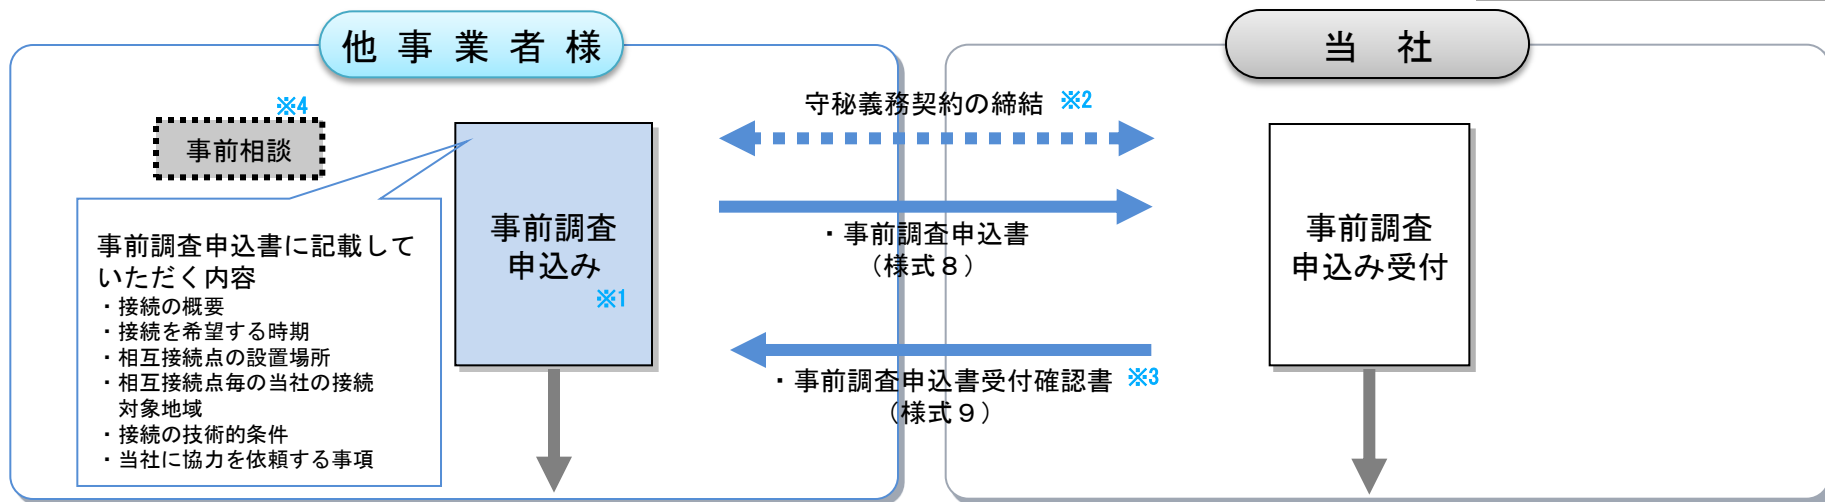 他事業者様
当社
※4
事前相談
守秘義務契約の締結 ※2
事前調査
申込み
※1
・事前調査申込書
(様式8)
事前調査
申込み受付
事前調査申込書に記載して
いただく内容
・接続の概要
・接続を希望する時期
・相互接続点の設置場所
・相互接続点毎の当社の接続
対象地域
・接続の技術的条件
・当社に協力を依頼する事項
・事前調査申込書受付確認書 ※3
(様式9)